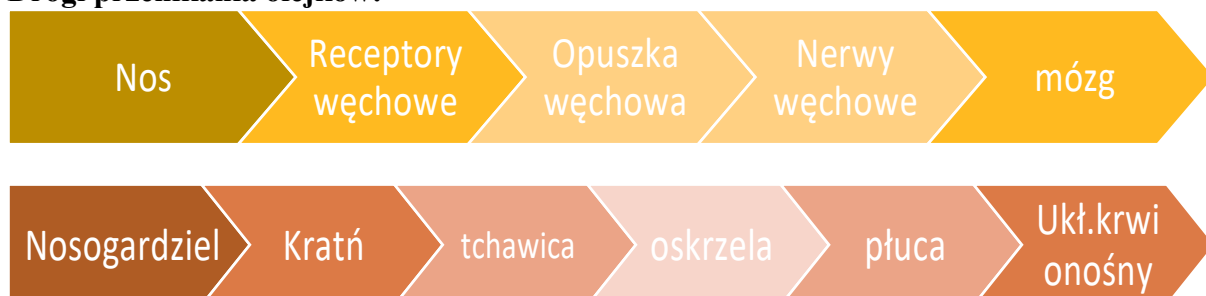 Nos
Receptory
węchowe
Opuszka
węchowa
Nerwy
węchowe
mózg
Nosogardziel
Kratń
tchawica
oskrzela
płuca
Ukł.krwi
onośny